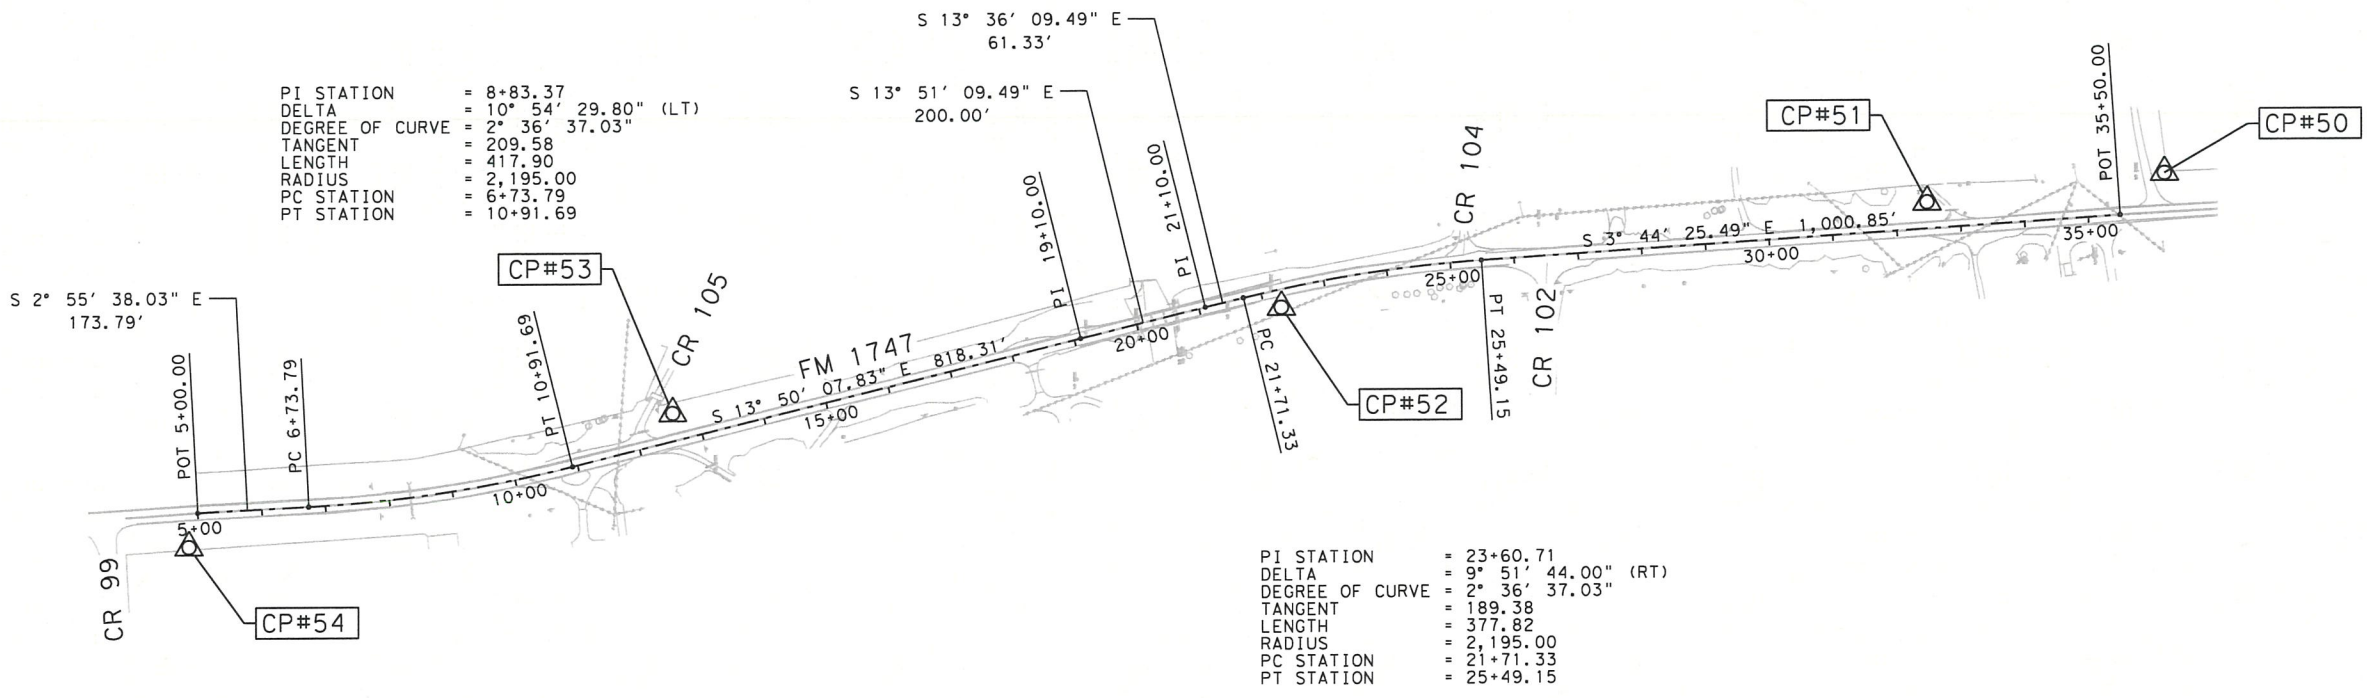 S 13° 36' 09.49" E
61.33'
S 13° 51' 09.49" E
200.00'
PI STATION = 8+83.37
DELTA = 10° 54' 29.80" (LT)
DEGREE OF CURVE = 2° 36' 37.03"
TANGENT = 209.58
LENGTH = 417.90
RADIUS = 2,195.00
PC STATION = 6+73.79
PT STATION = 10+91.69
CP#51
CP#50
POT 35+50.00
CR 104
PI 21+10.00
PI 19+10.00
S 3° 44' 25.49" E 1,000.85'
35+00
30+00
25+00
CP#53
CR 105
S 2° 55' 38.03" E
173.79'
PT 10+91.69
FM 1747
S 13° 50' 07.83" E 818.31'
20+00
15+00
PC 21+71.33
PT 25+49.15
CR 102
CP#52
POT 5+00.00
PC 6+73.79
10+00
5+00
CR 99
CP#54
PI STATION = 23+60.71
DELTA = 9° 51' 44.00" (RT)
DEGREE OF CURVE = 2° 36' 37.03"
TANGENT = 189.38
LENGTH = 377.82
RADIUS = 2,195.00
PC STATION = 21+71.33
PT STATION = 25+49.15